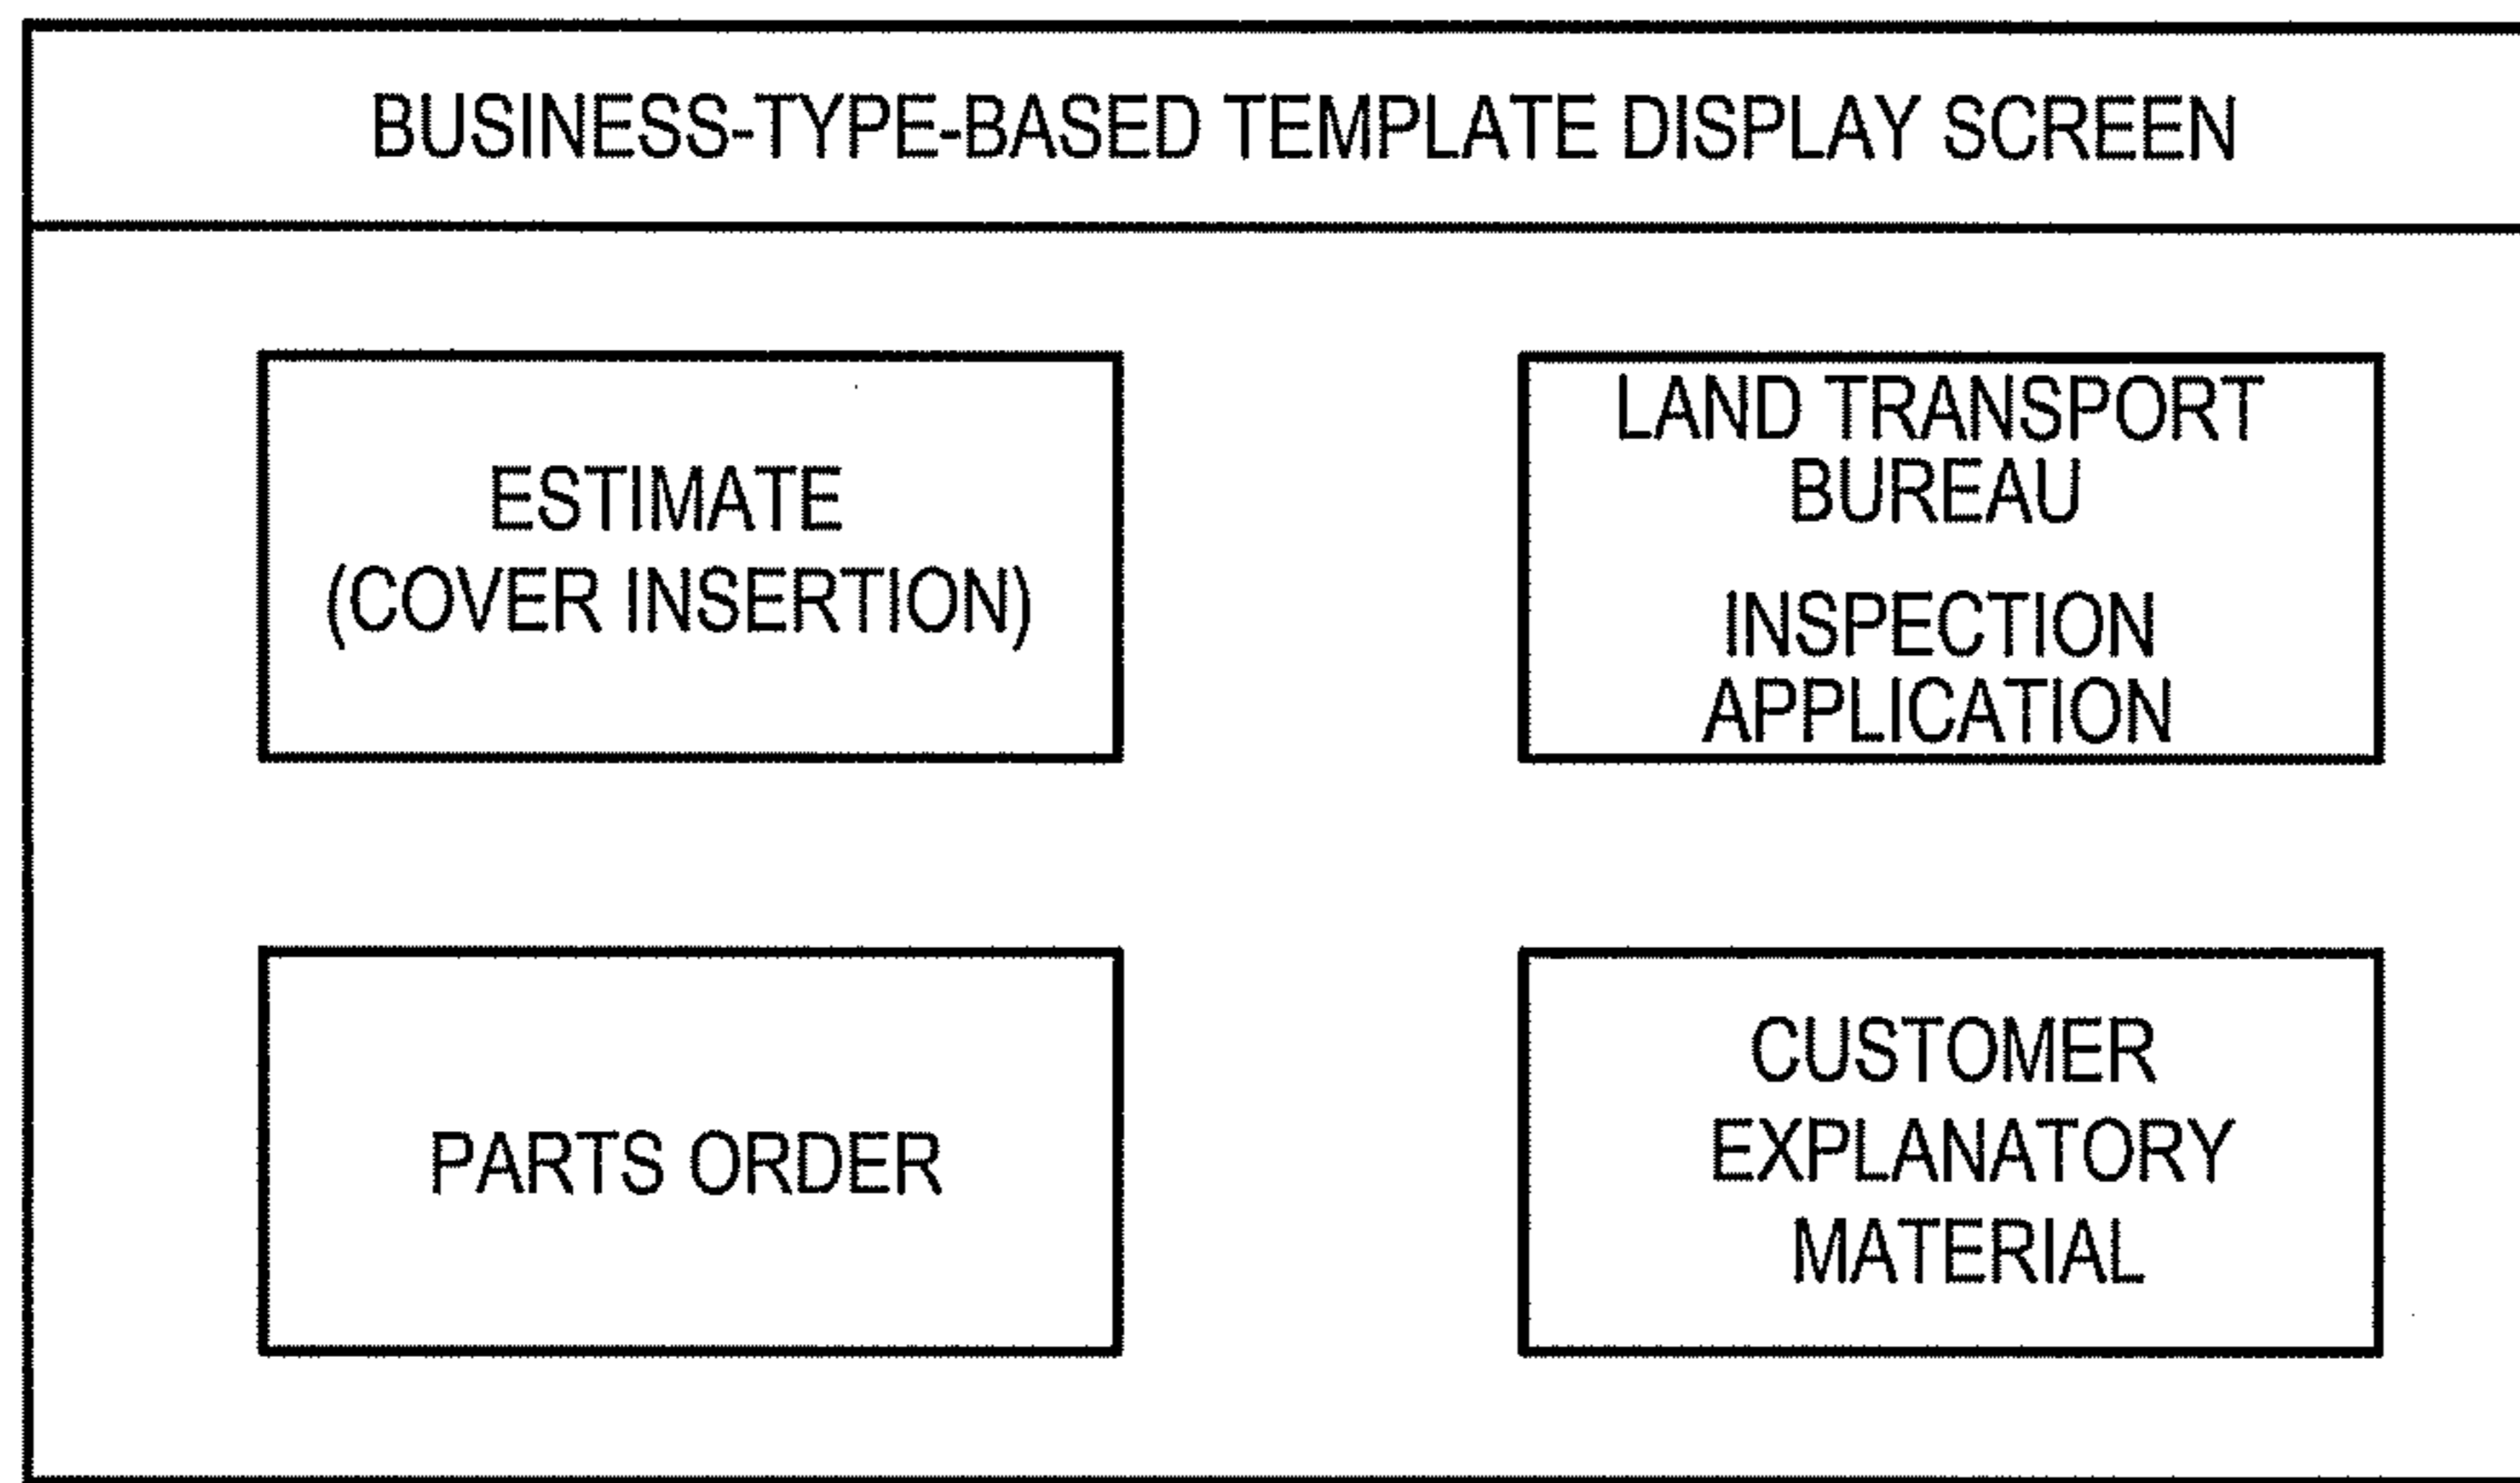 BUSINESS-TYPE-BASED TEMPLATE DISPLAY SCREEN
ESTIMATE
(COVER INSERTION)
LAND TRANSPORT
BUREAU
INSPECTION
APPLICATION
PARTS ORDER
CUSTOMER
EXPLANATORY
MATERIAL